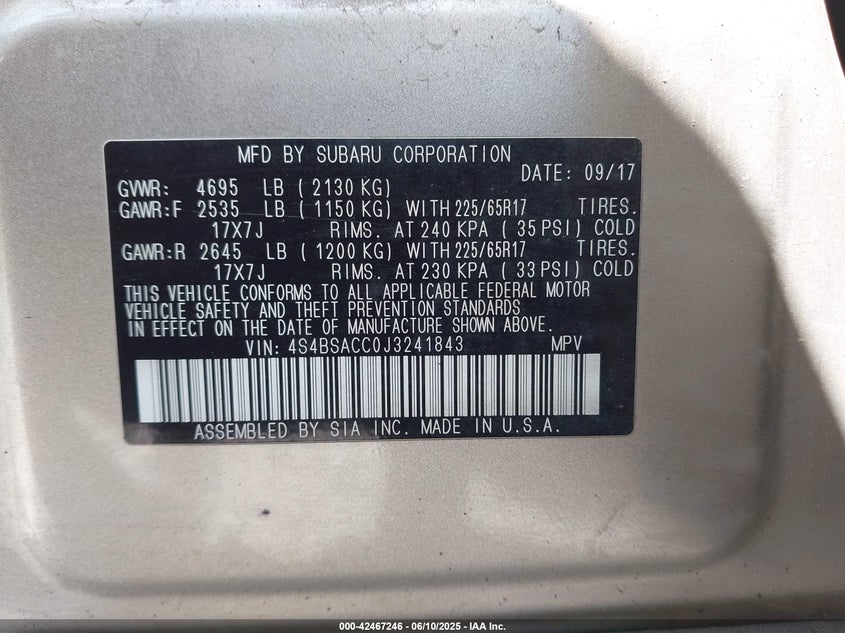 MFD BY SUBARU CORPORATION
DATE: 09/17
GVWR: 4695 LB ( 2130 KG)
GAWR:F 2535 LB ( 1150 KG) WITH 225/65R17 TIRES.
17X7J RIMS. AT 240 KPA ( 35 PSI) COLD
GAWR:R 2645 LB ( 1200 KG) WITH 225/65R17 TIRES.
17X7J RIMS. AT 230 KPA ( 33 PSI) COLD
THIS VEHICLE CONFORMS TO ALL APPLICABLE FEDERAL MOTOR
VEHICLE SAFETY AND THEFT PREVENTION STANDARDS
IN EFFECT ON THE DATE OF MANUFACTURE SHOWN ABOVE.
VIN: 4S4BSACC0J3241843 MPV
ASSEMBLED BY SIA INC. MADE IN U.S.A.
000-42467246 - 06/10/2025 - IAA Inc.